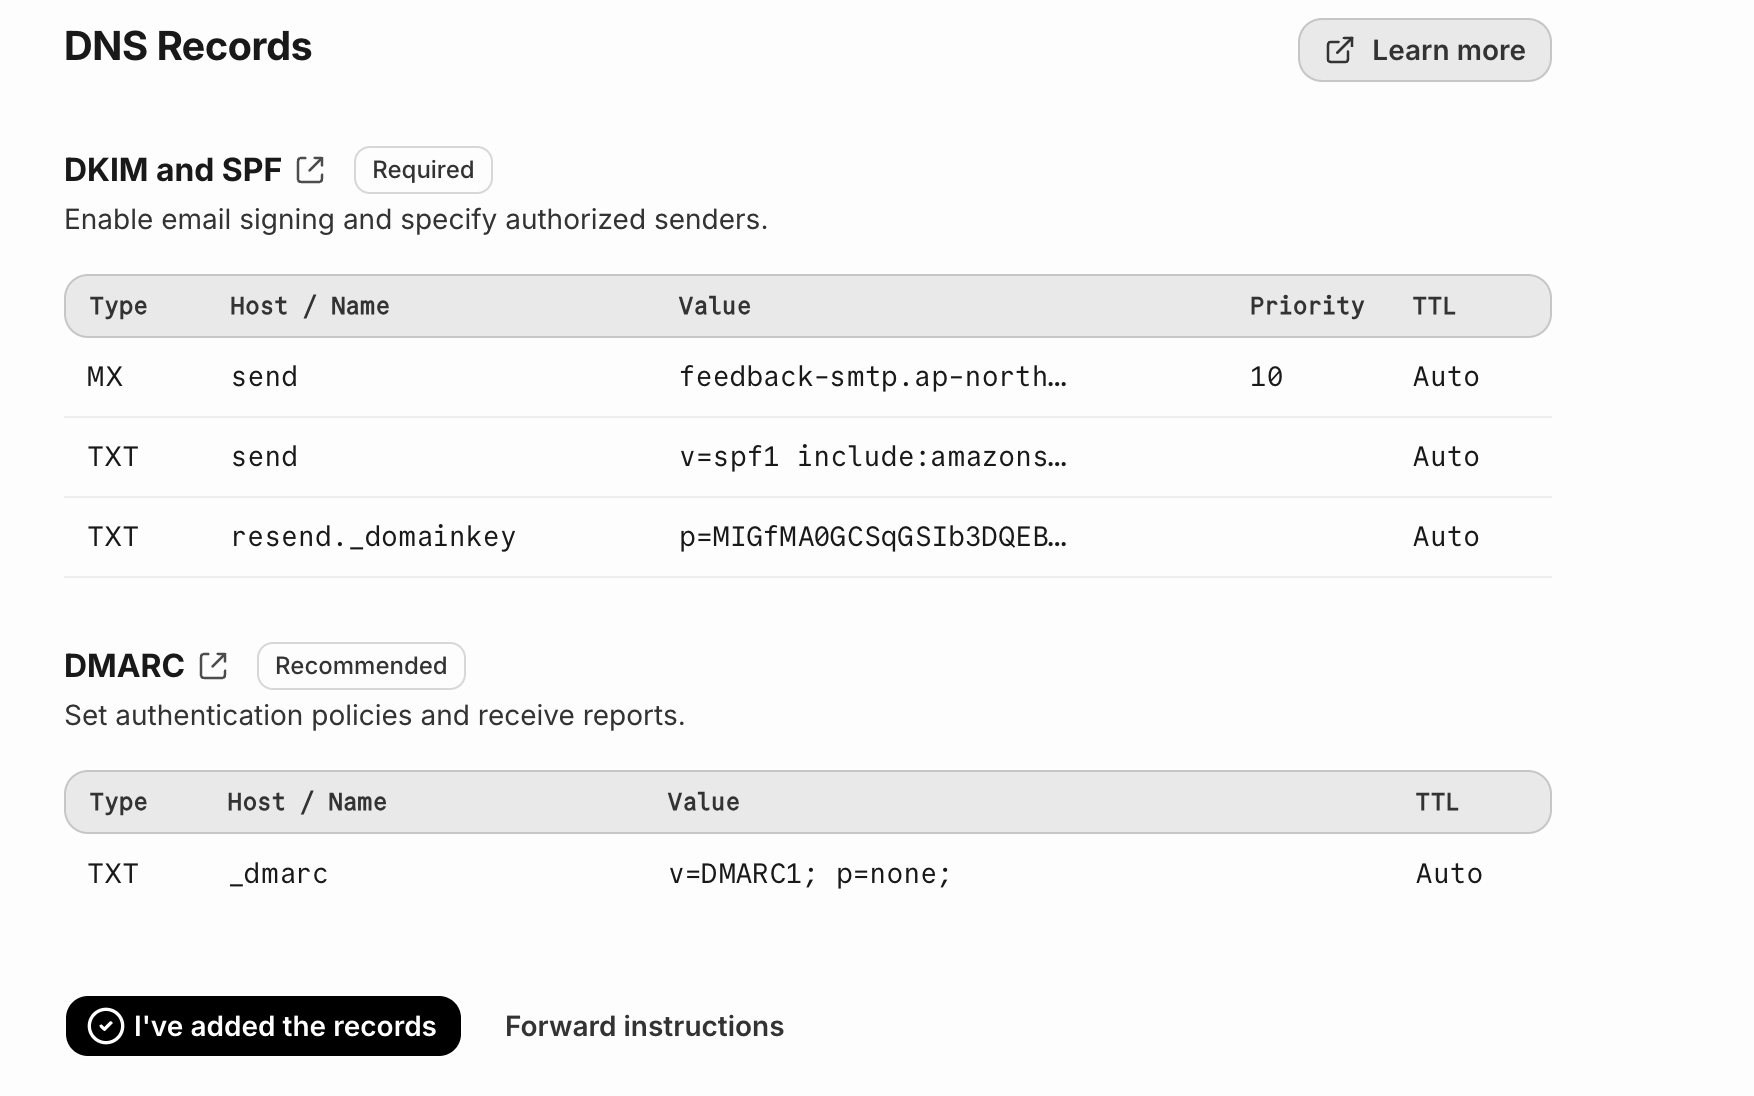 DNS Records
Learn more
DKIM and SPF Required
Enable email signing and specify authorized senders.
Type Host / Name Value Priority TTL
MX send feedback-smtp.ap-north… 10 Auto
TXT send v=spf1 include:amazons… Auto
TXT resend._domainkey p=MIGfMA0GCSqGSIb3DQEB… Auto
DMARC Recommended
Set authentication policies and receive reports.
Type Host / Name Value TTL
TXT _dmarc v=DMARC1; p=none; Auto
I've added the records Forward instructions